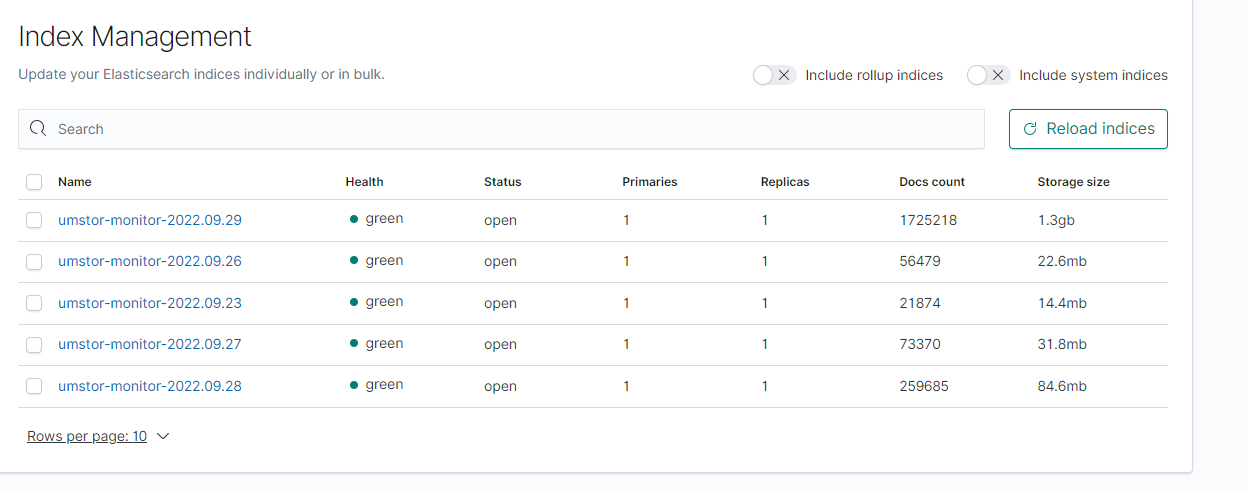 Index Management
Update your Elasticsearch indices individually or in bulk.
Include rollup indices Include system indices
Search Reload indices
Name Health Status Primaries Replicas Docs count Storage size
umstor-monitor-2022.09.29 green open 1 1 1725218 1.3gb
umstor-monitor-2022.09.26 green open 1 1 56479 22.6mb
umstor-monitor-2022.09.23 green open 1 1 21874 14.4mb
umstor-monitor-2022.09.27 green open 1 1 73370 31.8mb
umstor-monitor-2022.09.28 green open 1 1 259685 84.6mb
Rows per page: 10